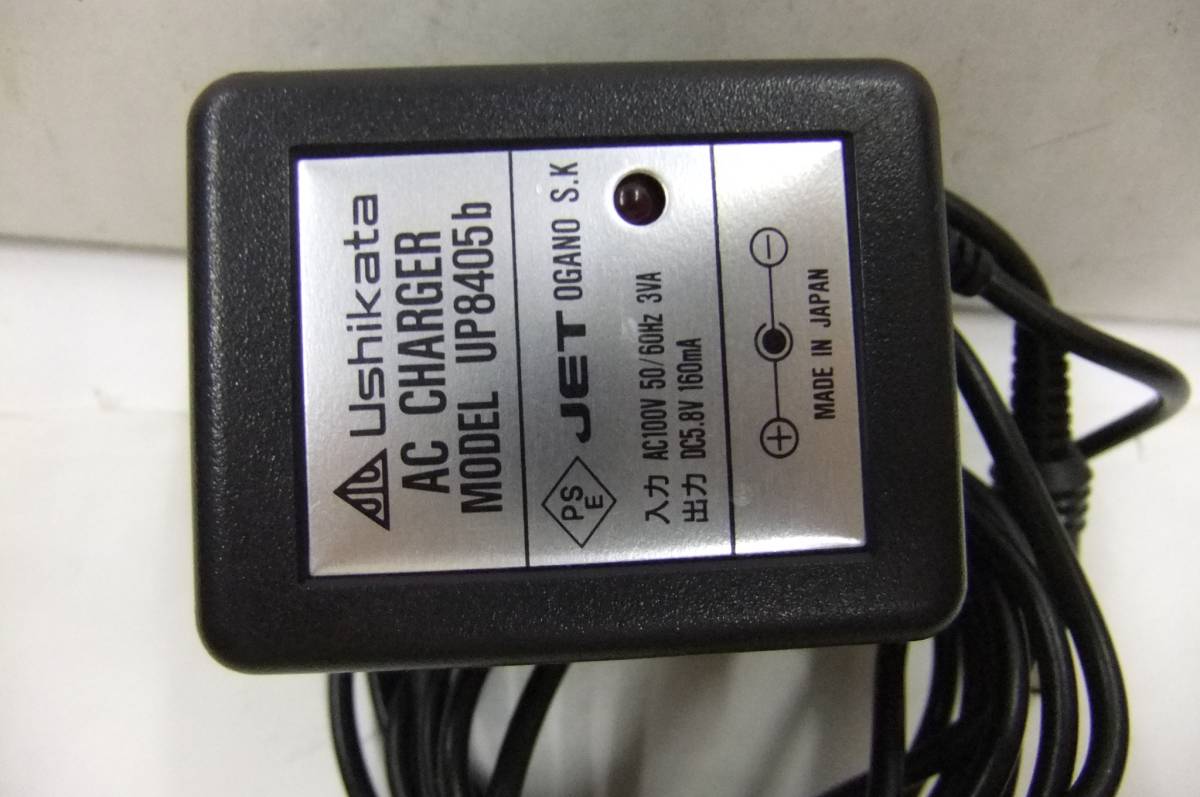 Ushikata
AC CHARGER
MODEL UP8405b
PS
E
JET OGANO S.K
入力 AC100V 50/60Hz 3VA
出力 DC5.8V 160mA
+ −
MADE IN JAPAN